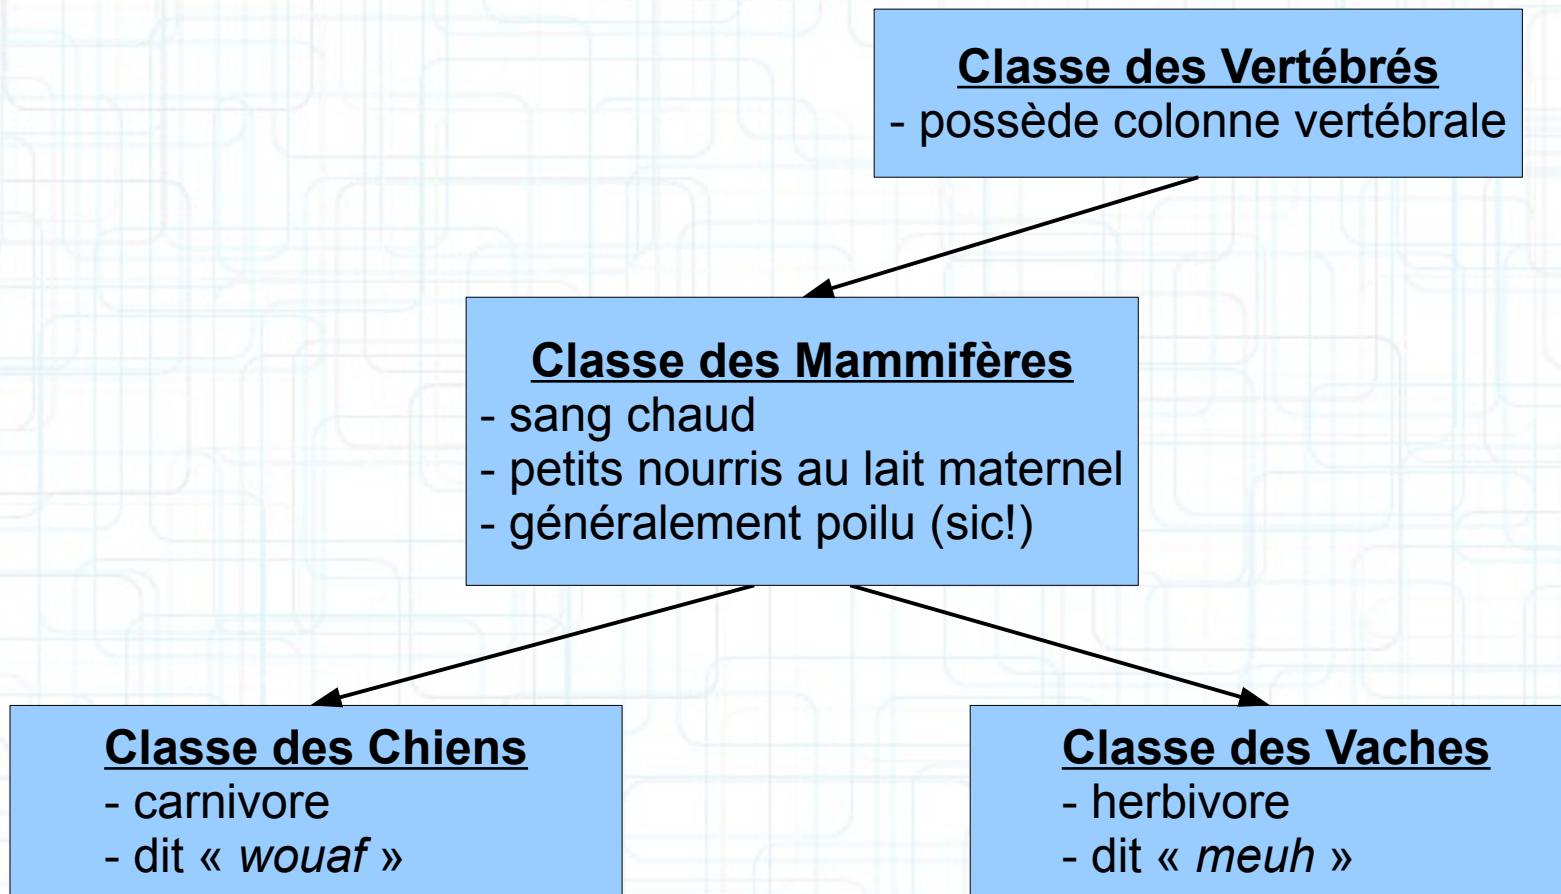 Classe des Vertébrés
- possède colonne vertébrale
Classe des Mammifères
- sang chaud
- petits nourris au lait maternel
- généralement poilu (sic!)
Classe des Chiens
- carnivore
- dit « wouaf »
Classe des Vaches
- herbivore
- dit « meuh »